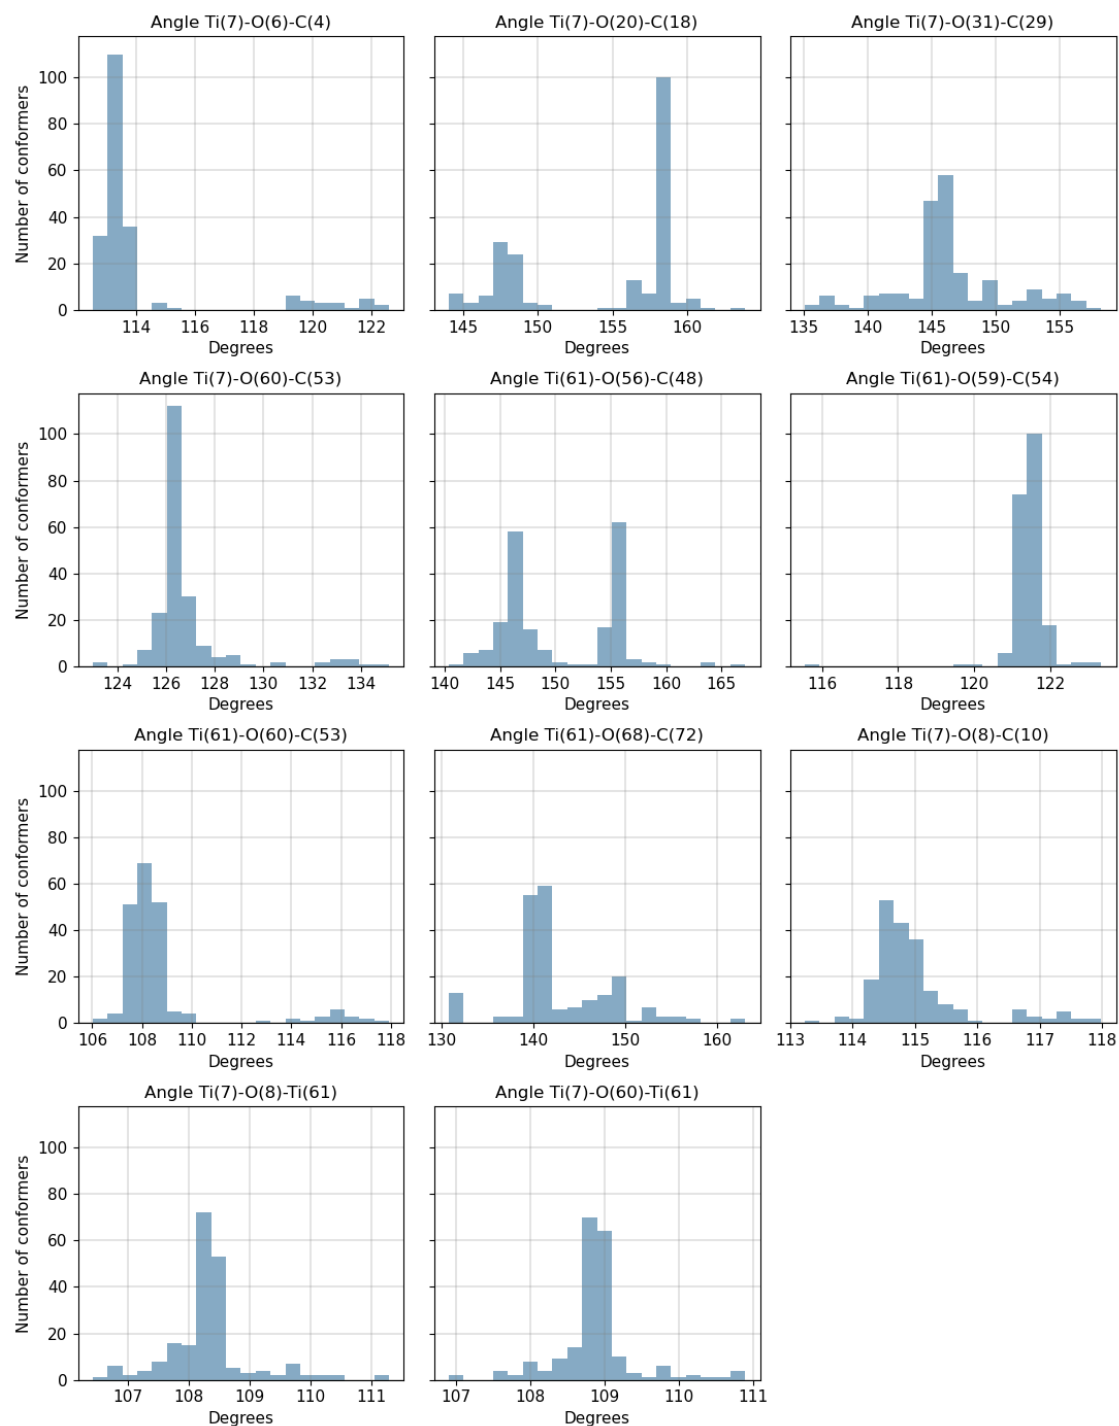 Angle Ti(7)-O(6)-C(4)
Angle Ti(7)-O(20)-C(18)
Angle Ti(7)-O(31)-C(29)
Number of conformers
100
80
60
40
20
0
114 116 118 120 122
145 150 155 160
135 140 145 150 155
Degrees
Degrees
Degrees
Angle Ti(7)-O(60)-C(53)
Angle Ti(61)-O(56)-C(48)
Angle Ti(61)-O(59)-C(54)
Number of conformers
100
80
60
40
20
0
124 126 128 130 132 134
140 145 150 155 160 165
116 118 120 122
Degrees
Degrees
Degrees
Angle Ti(61)-O(60)-C(53)
Angle Ti(61)-O(68)-C(72)
Angle Ti(7)-O(8)-C(10)
Number of conformers
100
80
60
40
20
0
106 108 110 112 114 116 118
130 140 150 160
113 114 115 116 117 118
Degrees
Degrees
Degrees
Angle Ti(7)-O(8)-Ti(61)
Angle Ti(7)-O(60)-Ti(61)
Number of conformers
100
80
60
40
20
0
107 108 109 110 111
107 108 109 110 111
Degrees
Degrees